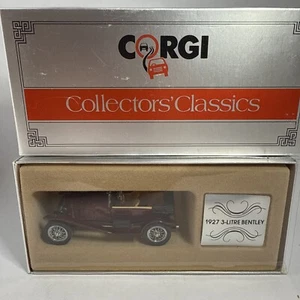 CORGI
Collectors' Classics
1927 3-LITRE BENTLEY